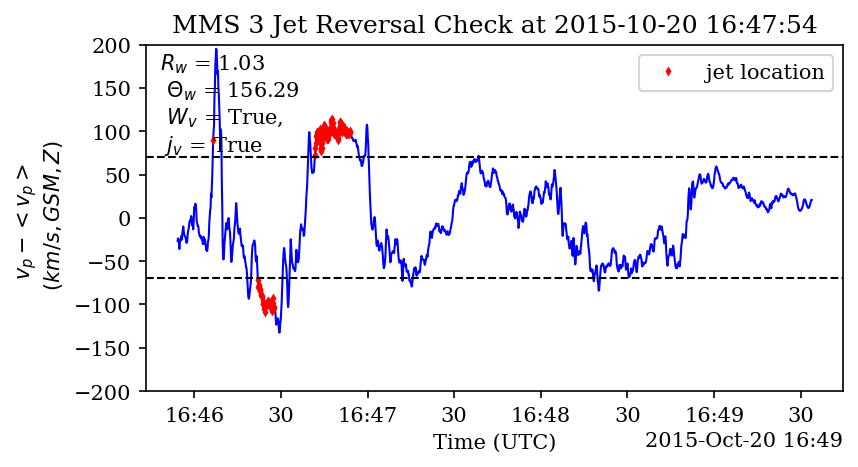 MMS 3 Jet Reversal Check at 2015-10-20 16:47:54
R_w = 1.03
Θ_w = 156.29
W_v = True,
j_v = True
jet location
v_p − <v_p>
(km/s, GSM, Z)
200
150
100
50
0
−50
−100
−150
−200
16:46 30 16:47 30 16:48 30 16:49 30
Time (UTC)
2015-Oct-20 16:49